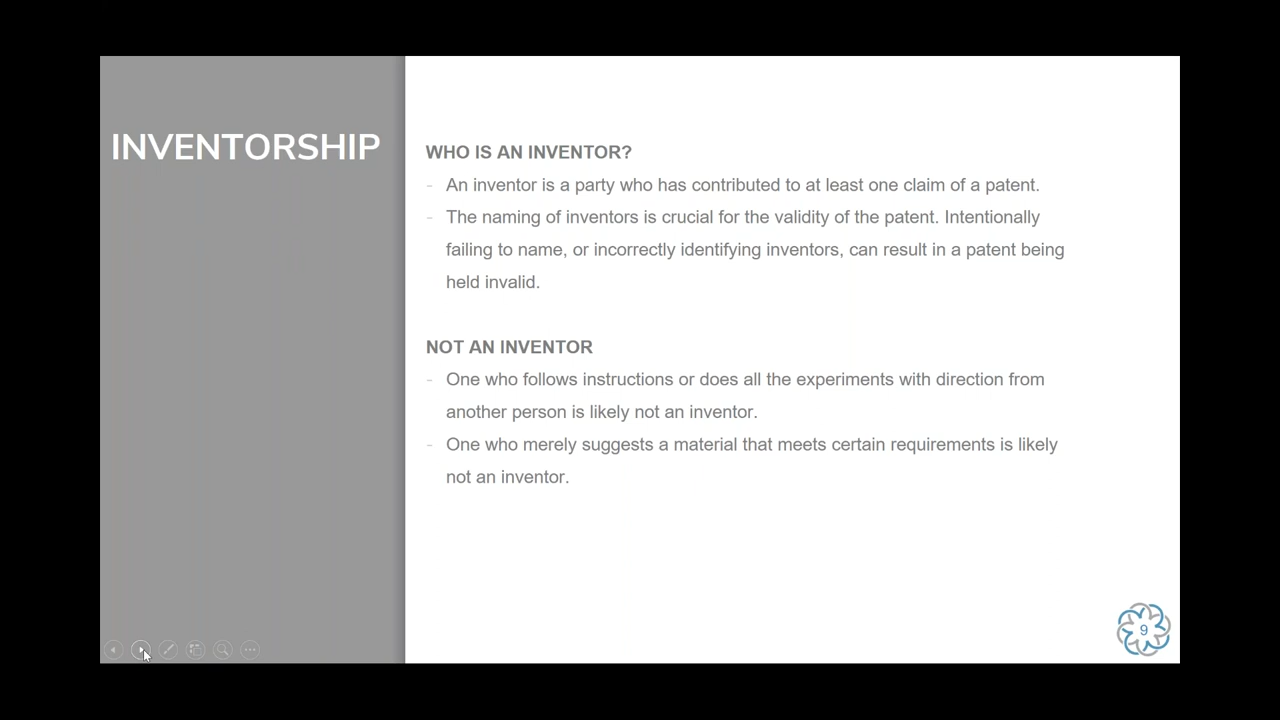 INVENTORSHIP
WHO IS AN INVENTOR?
- An inventor is a party who has contributed to at least one claim of a patent.
- The naming of inventors is crucial for the validity of the patent. Intentionally
failing to name, or incorrectly identifying inventors, can result in a patent being
held invalid.
NOT AN INVENTOR
- One who follows instructions or does all the experiments with direction from
another person is likely not an inventor.
- One who merely suggests a material that meets certain requirements is likely
not an inventor.
9